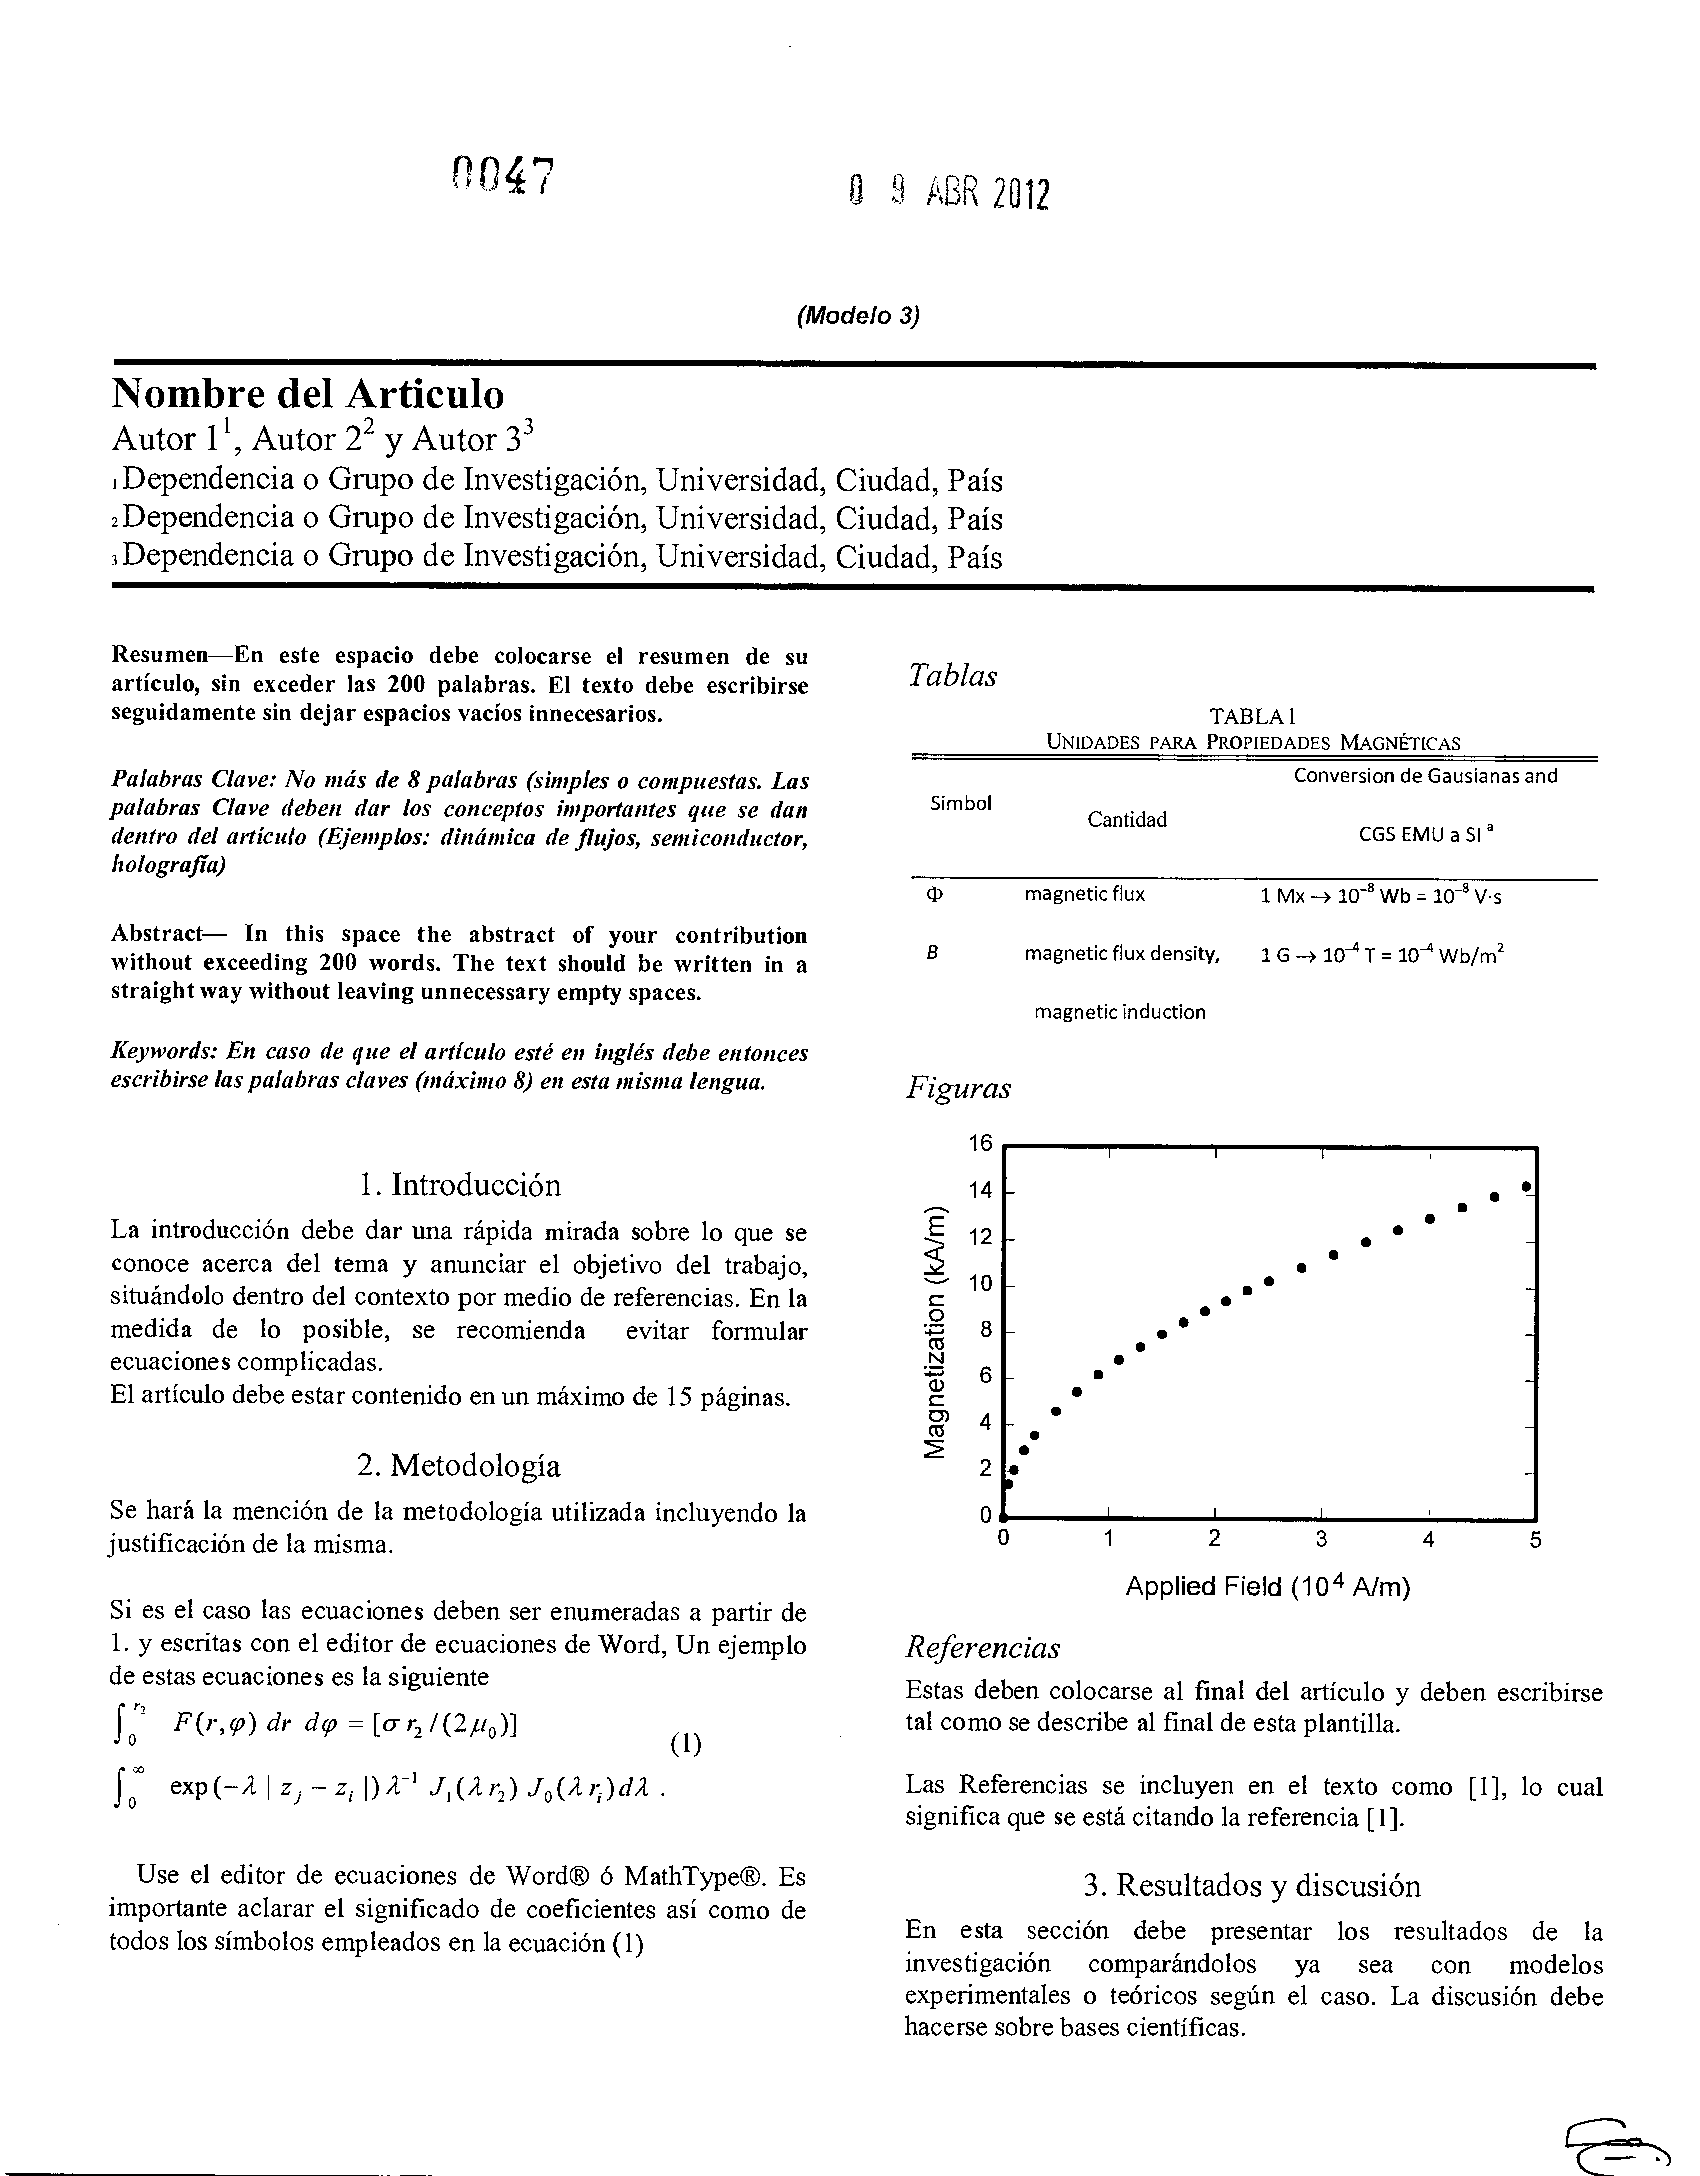 0047
0 9 ABR 2012
(Modelo 3)
Nombre del Articulo
Autor 1¹, Autor 2² y Autor 3³
1 Dependencia o Grupo de Investigación, Universidad, Ciudad, País
2 Dependencia o Grupo de Investigación, Universidad, Ciudad, País
3 Dependencia o Grupo de Investigación, Universidad, Ciudad, País
Resumen—En este espacio debe colocarse el resumen de su
artículo, sin exceder las 200 palabras. El texto debe escribirse
seguidamente sin dejar espacios vacíos innecesarios.
Palabras Clave: No más de 8 palabras (simples o compuestas. Las
palabras Clave deben dar los conceptos importantes que se dan
dentro del artículo (Ejemplos: dinámica de flujos, semiconductor,
holografía)
Abstract— In this space the abstract of your contribution
without exceeding 200 words. The text should be written in a
straight way without leaving unnecessary empty spaces.
Keywords: En caso de que el artículo esté en inglés debe entonces
escribirse las palabras claves (máximo 8) en esta misma lengua.
1. Introducción
La introducción debe dar una rápida mirada sobre lo que se
conoce acerca del tema y anunciar el objetivo del trabajo,
situándolo dentro del contexto por medio de referencias. En la
medida de lo posible, se recomienda evitar formular
ecuaciones complicadas.
El artículo debe estar contenido en un máximo de 15 páginas.
2. Metodología
Se hará la mención de la metodología utilizada incluyendo la
justificación de la misma.
Si es el caso las ecuaciones deben ser enumeradas a partir de
1. y escritas con el editor de ecuaciones de Word, Un ejemplo
de estas ecuaciones es la siguiente
∫₀^r₂ F(r,φ) dr dφ = [σ r₂ /(2μ₀)]
(1)
∫₀^∞ exp(−λ | z_j − z_i |) λ⁻¹ J₁(λ r₂) J₀(λ r_i)dλ .
Use el editor de ecuaciones de Word® ó MathType®. Es
importante aclarar el significado de coeficientes así como de
todos los símbolos empleados en la ecuación (1)
Tablas
TABLA 1
UNIDADES PARA PROPIEDADES MAGNÉTICAS
Simbol
Cantidad
Conversion de Gausianas and
CGS EMU a SI ª
Φ magnetic flux 1 Mx → 10⁻⁸ Wb = 10⁻⁸ V·s
B magnetic flux density, 1 G → 10⁻⁴ T = 10⁻⁴ Wb/m²
magnetic induction
Figuras
16
14
12
10
8
6
4
2
0
Magnetization (kA/m)
0 1 2 3 4 5
Applied Field (10⁴ A/m)
Referencias
Estas deben colocarse al final del artículo y deben escribirse
tal como se describe al final de esta plantilla.
Las Referencias se incluyen en el texto como [1], lo cual
significa que se está citando la referencia [1].
3. Resultados y discusión
En esta sección debe presentar los resultados de la
investigación comparándolos ya sea con modelos
experimentales o teóricos según el caso. La discusión debe
hacerse sobre bases científicas.